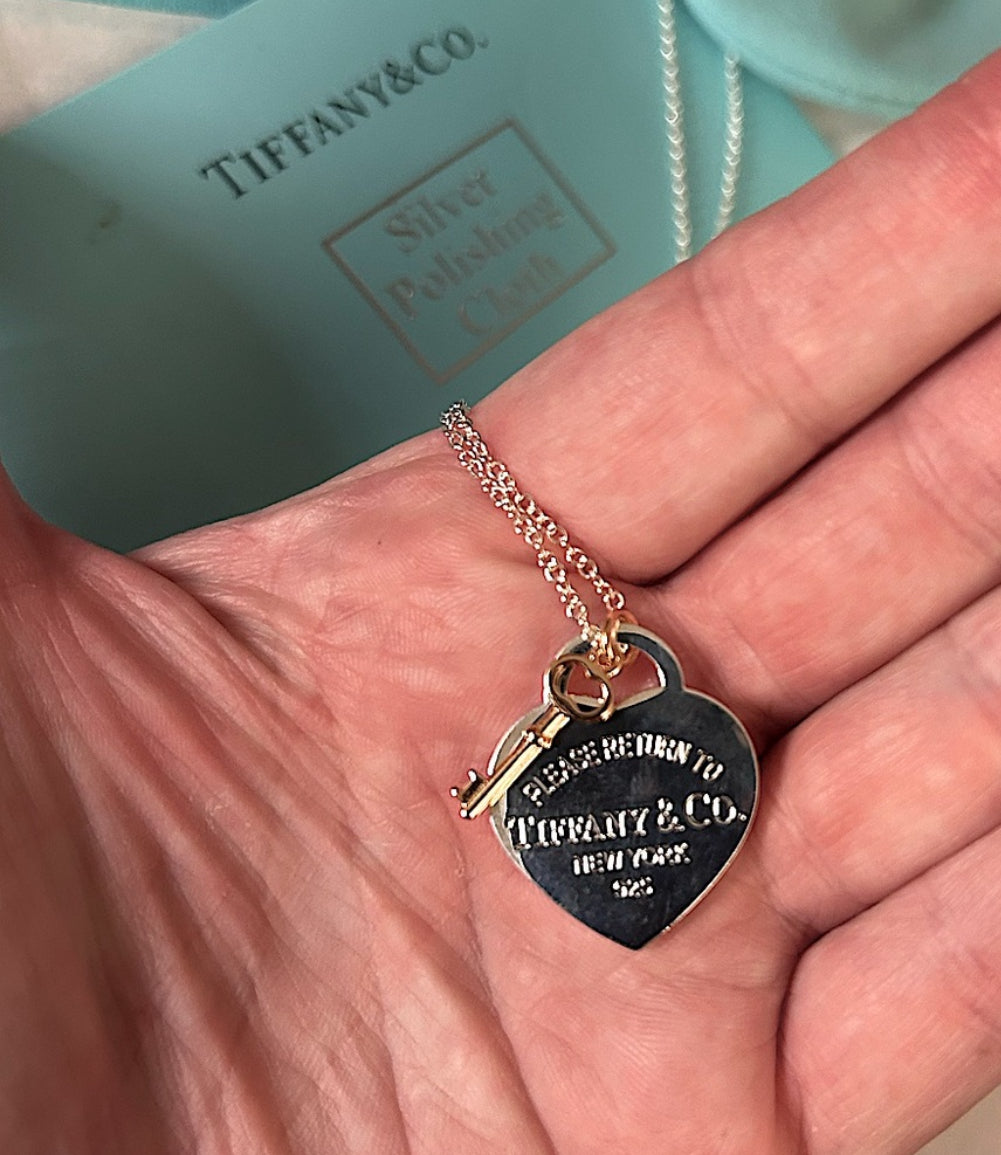 TIFFANY&CO.
Silver
Polishing
Cloth
PLEASE RETURN TO
TIFFANY & CO.
NEW YORK
925